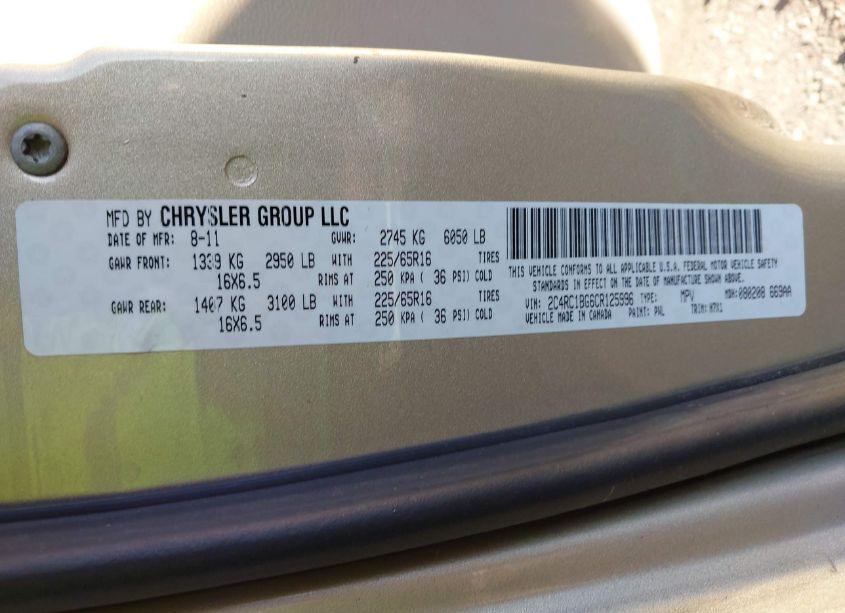 MFD BY CHRYSLER GROUP LLC
DATE OF MFR: 8-11 GVWR: 2745 KG 6050 LB
GAWR FRONT: 1339 KG 2950 LB WITH 225/65R16 TIRES
16X6.5 RIMS AT 250 KPA ( 36 PSI) COLD
GAWR REAR: 1407 KG 3100 LB WITH 225/65R16 TIRES
16X6.5 RIMS AT 250 KPA ( 36 PSI) COLD
THIS VEHICLE CONFORMS TO ALL APPLICABLE U.S.A. FEDERAL MOTOR VEHICLE SAFETY
STANDARDS IN EFFECT ON THE DATE OF MANUFACTURE SHOWN ABOVE.
VIN: 2C4RC1BG6CR125996 TYPE: MPV MDH: 080208 669AA
VEHICLE MADE IN CANADA PAINT: PAL TRIM: H7X1